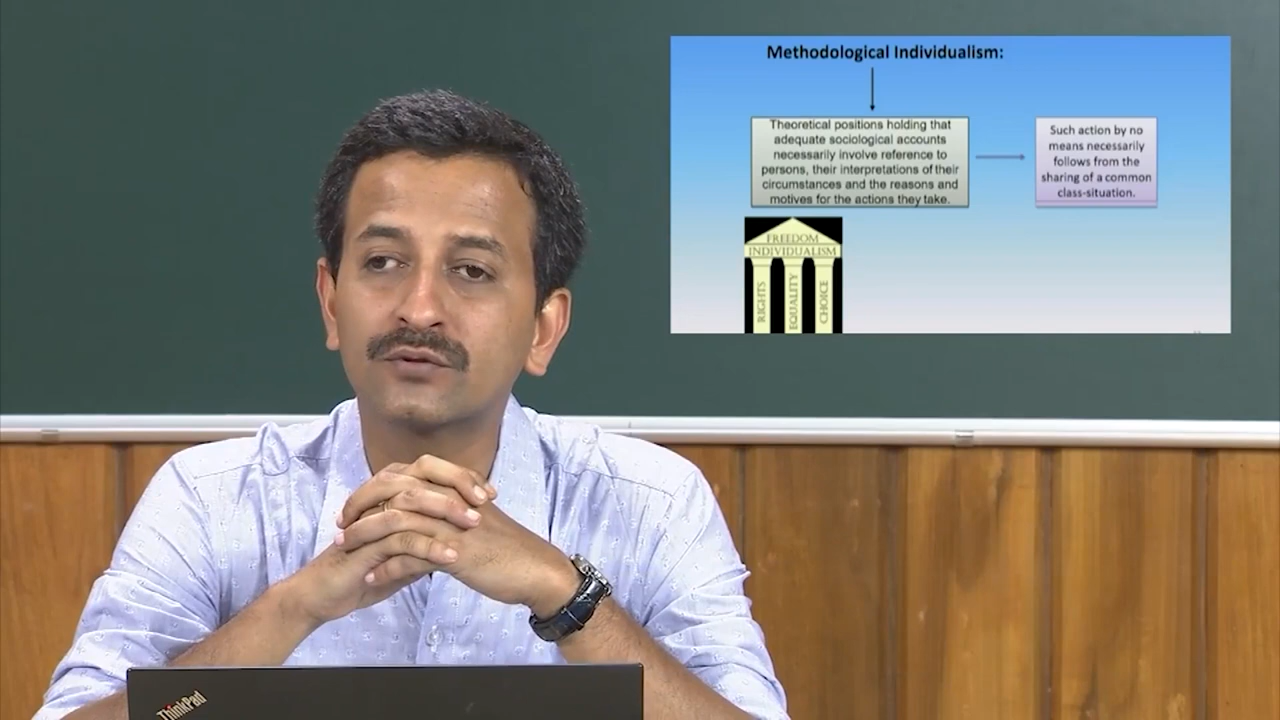 Methodological Individualism:
Theoretical positions holding that
adequate sociological accounts
necessarily involve reference to
persons, their interpretations of their
circumstances and the reasons and
motives for the actions they take.
Such action by no
means necessarily
follows from the
sharing of a common
class-situation.
FREEDOM
INDIVIDUALISM
RIGHTS
EQUALITY
CHOICE
ThinkPad